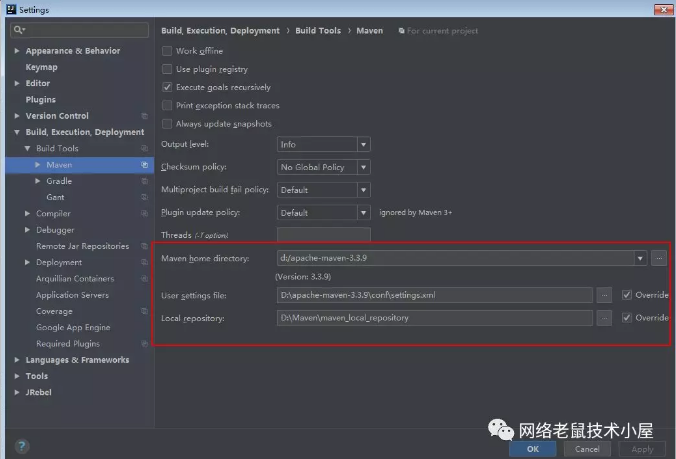 Settings
Build, Execution, Deployment › Build Tools › Maven For current project
Appearance & Behavior
Keymap
Editor
Plugins
Version Control
Build, Execution, Deployment
Build Tools
Maven
Gradle
Gant
Compiler
Debugger
Remote Jar Repositories
Deployment
Arquillian Containers
Application Servers
Coverage
Google App Engine
Required Plugins
Languages & Frameworks
Tools
JRebel
Work offline
Use plugin registry
Execute goals recursively
Print exception stack traces
Always update snapshots
Output level: Info
Checksum policy: No Global Policy
Multiproject build fail policy: Default
Plugin update policy: Default ignored by Maven 3+
Threads (-T option):
Maven home directory: d:/apache-maven-3.3.9 ...
(Version: 3.3.9)
User settings file: D:\apache-maven-3.3.9\conf\settings.xml ... Override
Local repository: D:\Maven\maven_local_repository ... Override
网络老鼠技术小屋
? OK Cancel Apply